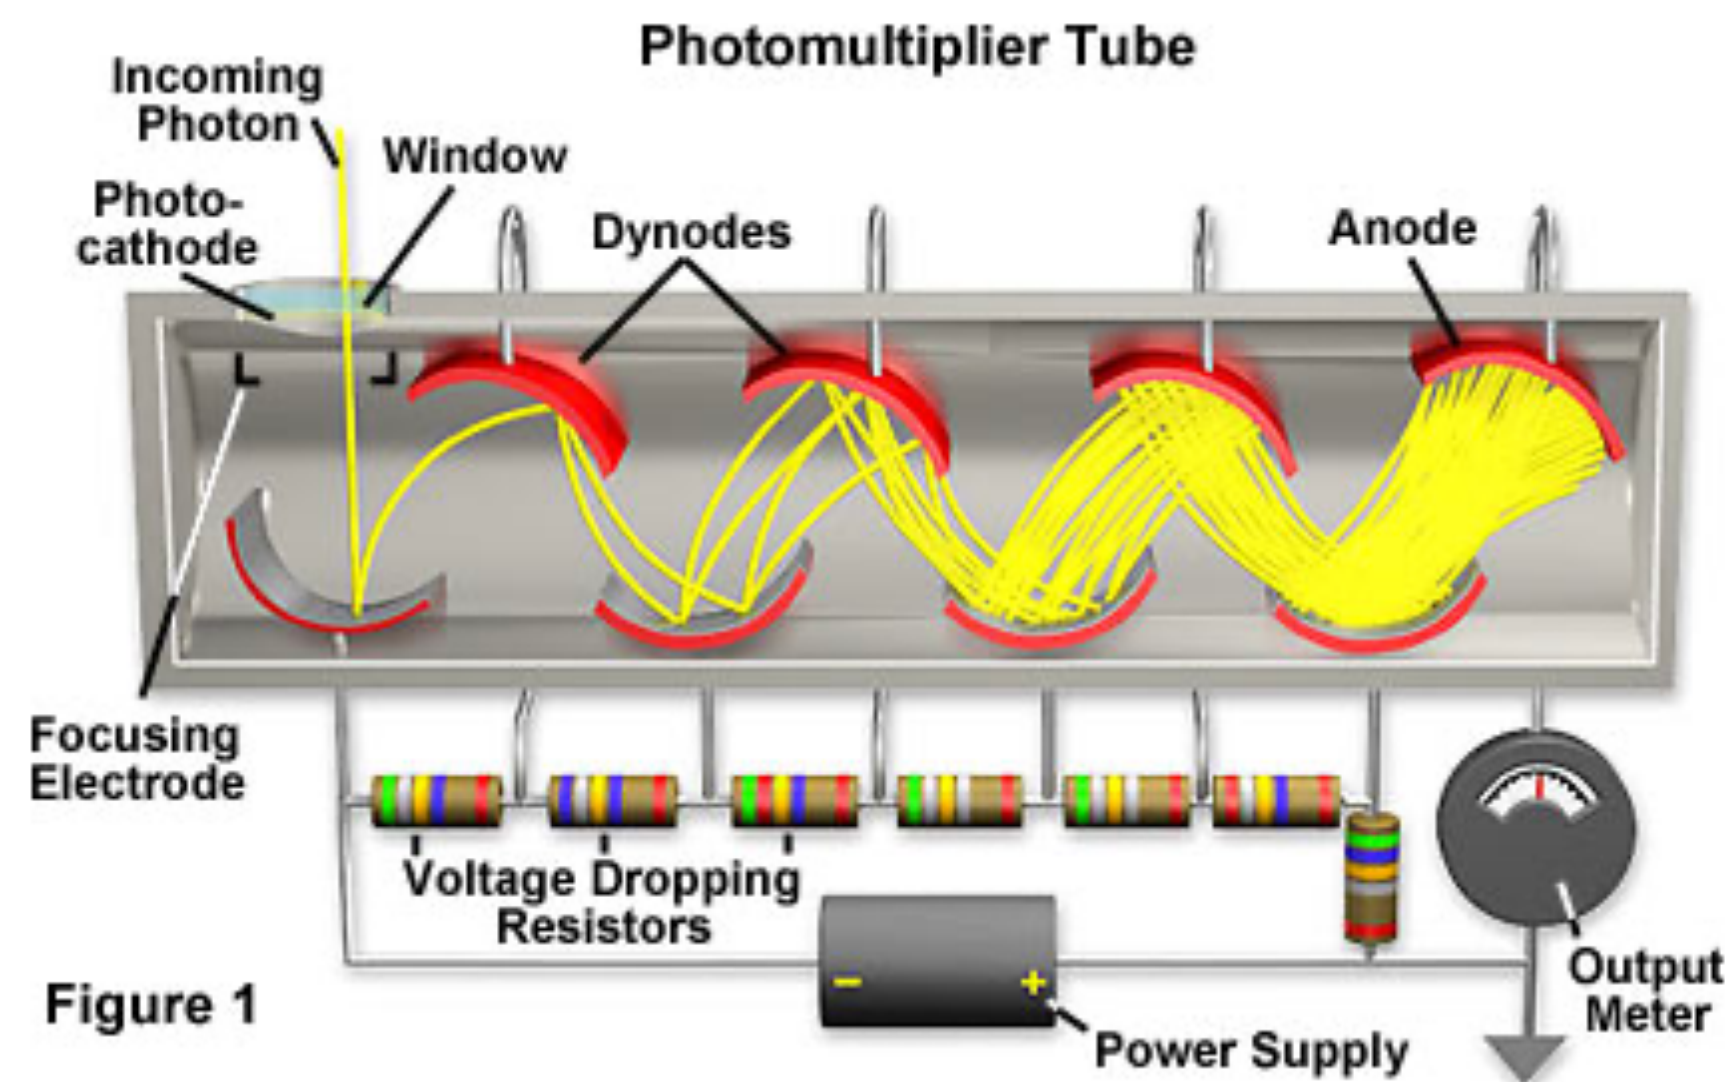 Photomultiplier Tube
Incoming
Photon
Window
Photo-
cathode
Dynodes
Anode
Focusing
Electrode
Voltage Dropping
Resistors
−
+
Output
Meter
Power Supply
Figure 1